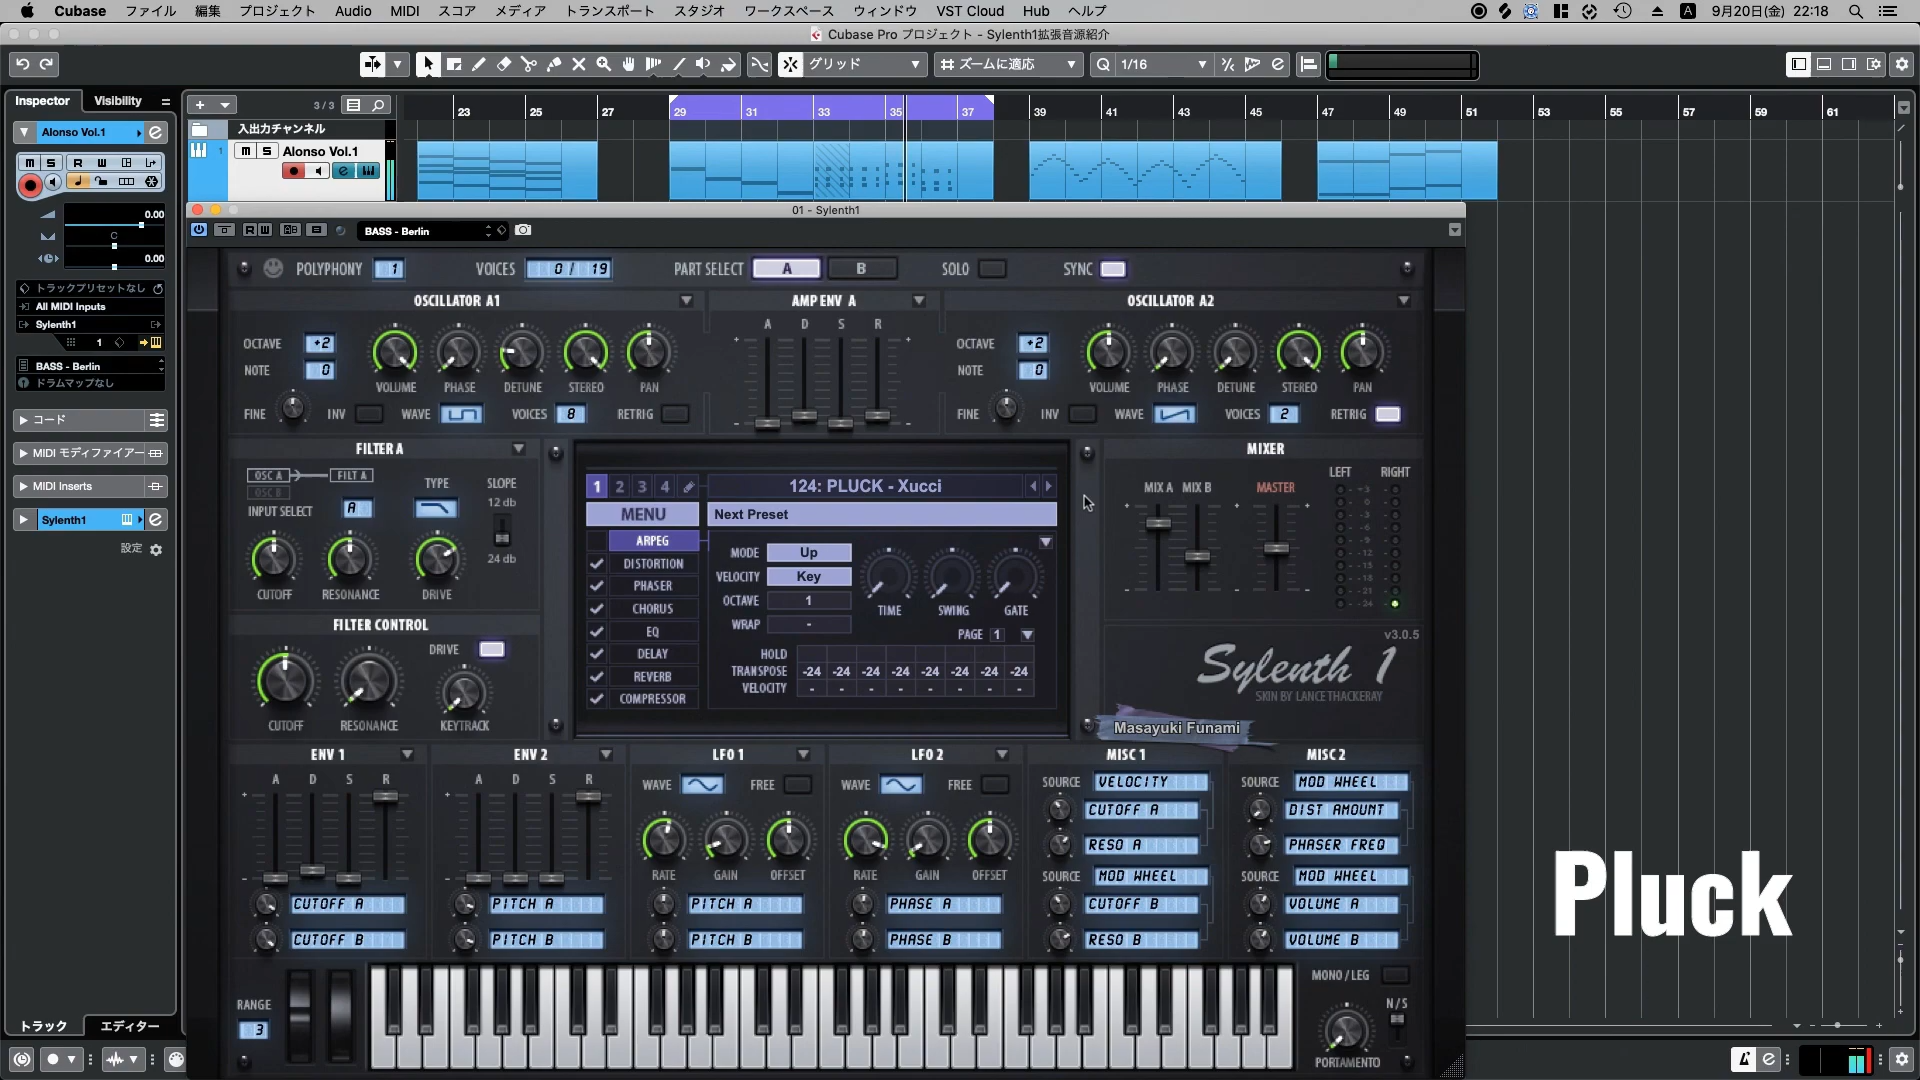 Cubase ファイル 編集 プロジェクト Audio MIDI スコア メディア トランスポート スタジオ ワークスペース ウィンドウ VST Cloud Hub ヘルプ A 9月20日(金) 22:18
Cubase Pro プロジェクト - Sylenth1拡張音源紹介
グリッド ズームに適応 Q 1/16
Inspector Visibility
3 / 3
23 25 27 29 31 33 35 37 39 41 43 45 47 49 51 53 55 57 59 61
Alonso Vol.1
入出力チャンネル
1 M S Alonso Vol.1
M S R W
0.00
C
0.00
トラックプリセットなし
All MIDI Inputs
Sylenth1
1
BASS - Berlin
ドラムマップなし
コード
MIDI モディファイアー
MIDI Inserts
Sylenth1
設定
トラック エディター
01 - Sylenth1
R W BASS - Berlin
POLYPHONY 1 VOICES 0 / 19 PART SELECT A B SOLO SYNC
OSCILLATOR A1 AMP ENV A OSCILLATOR A2
OCTAVE +2
NOTE 0
VOLUME PHASE DETUNE STEREO PAN
FINE INV WAVE VOICES 8 RETRIG
A D S R
OCTAVE +2
NOTE 0
VOLUME PHASE DETUNE STEREO PAN
FINE INV WAVE VOICES 2 RETRIG
FILTER A
OSC A FILT A
OSC B
INPUT SELECT A
TYPE SLOPE
12 db
24 db
CUTOFF RESONANCE DRIVE
FILTER CONTROL
DRIVE
CUTOFF RESONANCE KEYTRACK
1 2 3 4 124: PLUCK - Xucci
MENU Next Preset
ARPEG
DISTORTION
PHASER
CHORUS
EQ
DELAY
REVERB
COMPRESSOR
MODE Up
VELOCITY Key
OCTAVE 1
WRAP -
TIME SWING GATE
PAGE 1
HOLD
TRANSPOSE -24 -24 -24 -24 -24 -24 -24 -24
VELOCITY - - - - - - - -
MIXER
LEFT RIGHT
MIX A MIX B MASTER
v3.0.5
Sylenth 1
SKIN BY LANCE THACKERAY
Masayuki Funami
ENV 1 ENV 2 LFO 1 LFO 2 MISC 1 MISC 2
A D S R
CUTOFF A
CUTOFF B
A D S R
PITCH A
PITCH B
WAVE FREE
RATE GAIN OFFSET
PITCH A
PITCH B
WAVE FREE
RATE GAIN OFFSET
PHASE A
PHASE B
SOURCE VELOCITY
CUTOFF A
RESO A
SOURCE MOD WHEEL
CUTOFF B
RESO B
SOURCE MOD WHEEL
DIST AMOUNT
PHASER FREQ
SOURCE MOD WHEEL
VOLUME A
VOLUME B
RANGE
3
MONO / LEG
N/S
PORTAMENTO
Pluck